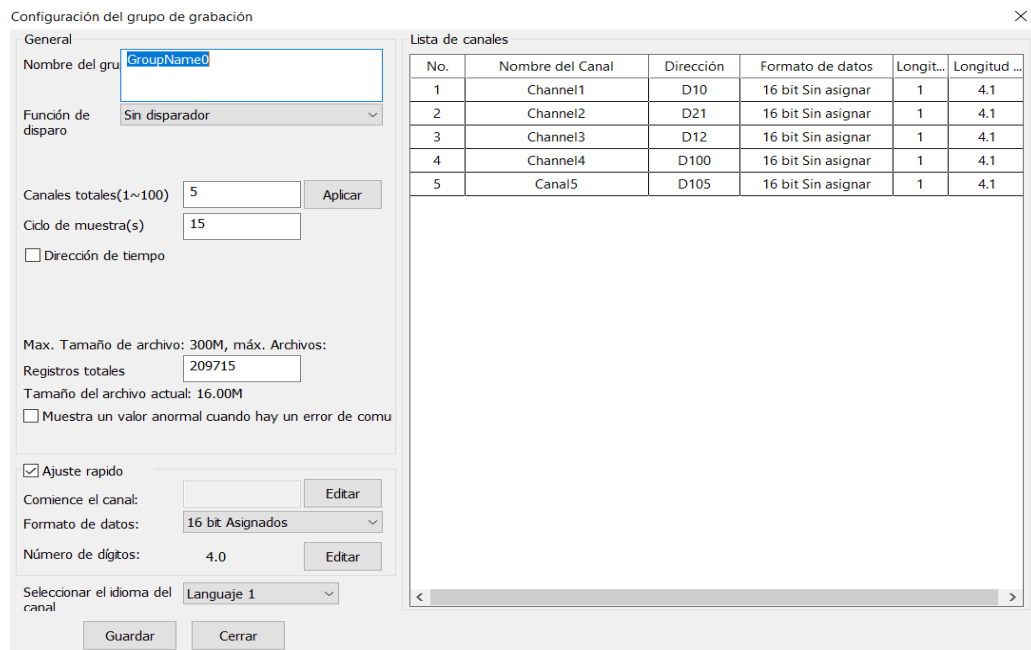 Configuración del grupo de grabación
General
Nombre del gru
GroupName0
Función de
disparo
Sin disparador
Canales totales(1~100)
5
Aplicar
Ciclo de muestra(s)
15
Dirección de tiempo
Max. Tamaño de archivo: 300M, máx. Archivos:
Registros totales
209715
Tamaño del archivo actual: 16.00M
Muestra un valor anormal cuando hay un error de comu
Ajuste rapido
Comience el canal:
Editar
Formato de datos:
16 bit Asignados
Número de dígitos:
4.0
Editar
Seleccionar el idioma del
canal
Languaje 1
Guardar
Cerrar
Lista de canales
No. Nombre del Canal Dirección Formato de datos Longit... Longitud ...
1 Channel1 D10 16 bit Sin asignar 1 4.1
2 Channel2 D21 16 bit Sin asignar 1 4.1
3 Channel3 D12 16 bit Sin asignar 1 4.1
4 Channel4 D100 16 bit Sin asignar 1 4.1
5 Canal5 D105 16 bit Sin asignar 1 4.1